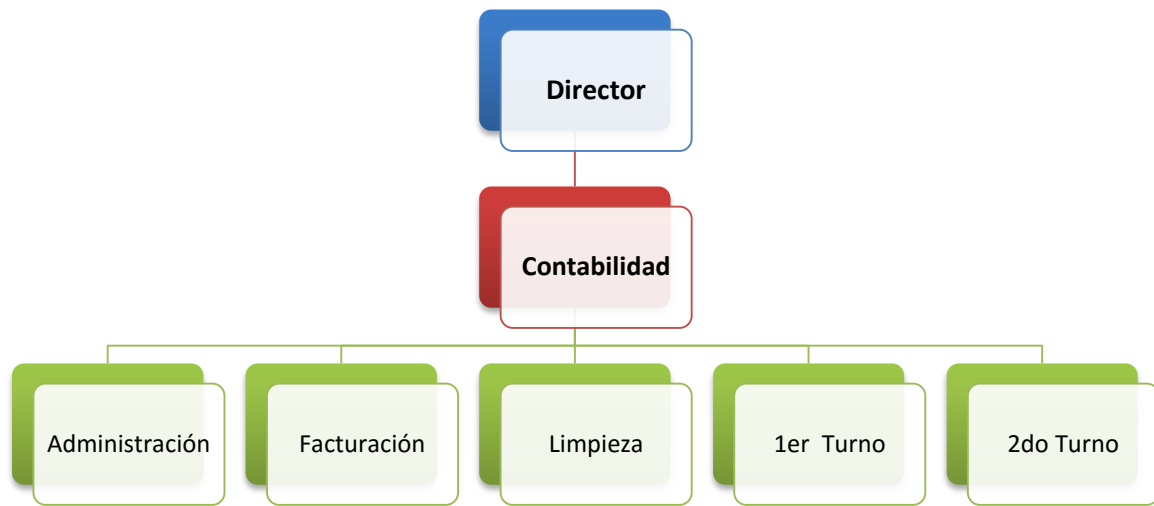 Director
Contabilidad
Administración
Facturación
Limpieza
1er Turno
2do Turno